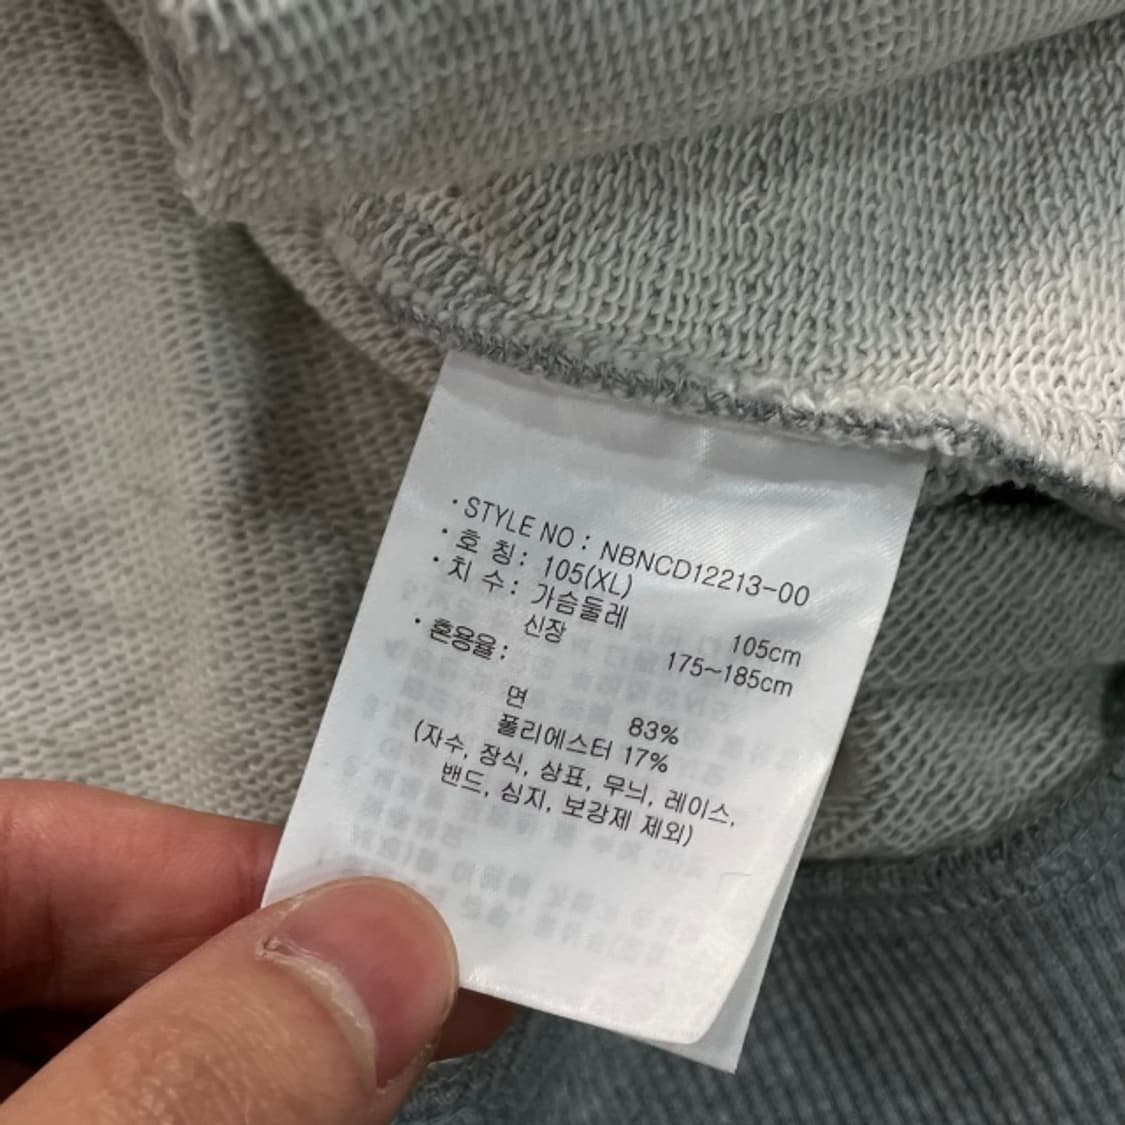 · STYLE NO : NBNCD12213-00
· 호 칭 : 105(XL)
· 치 수 : 가슴둘레 105cm
신장 175~185cm
· 혼용율 :
면 83%
폴리에스터 17%
(자수, 장식, 상표, 무늬, 레이스,
밴드, 심지, 보강제 제외)